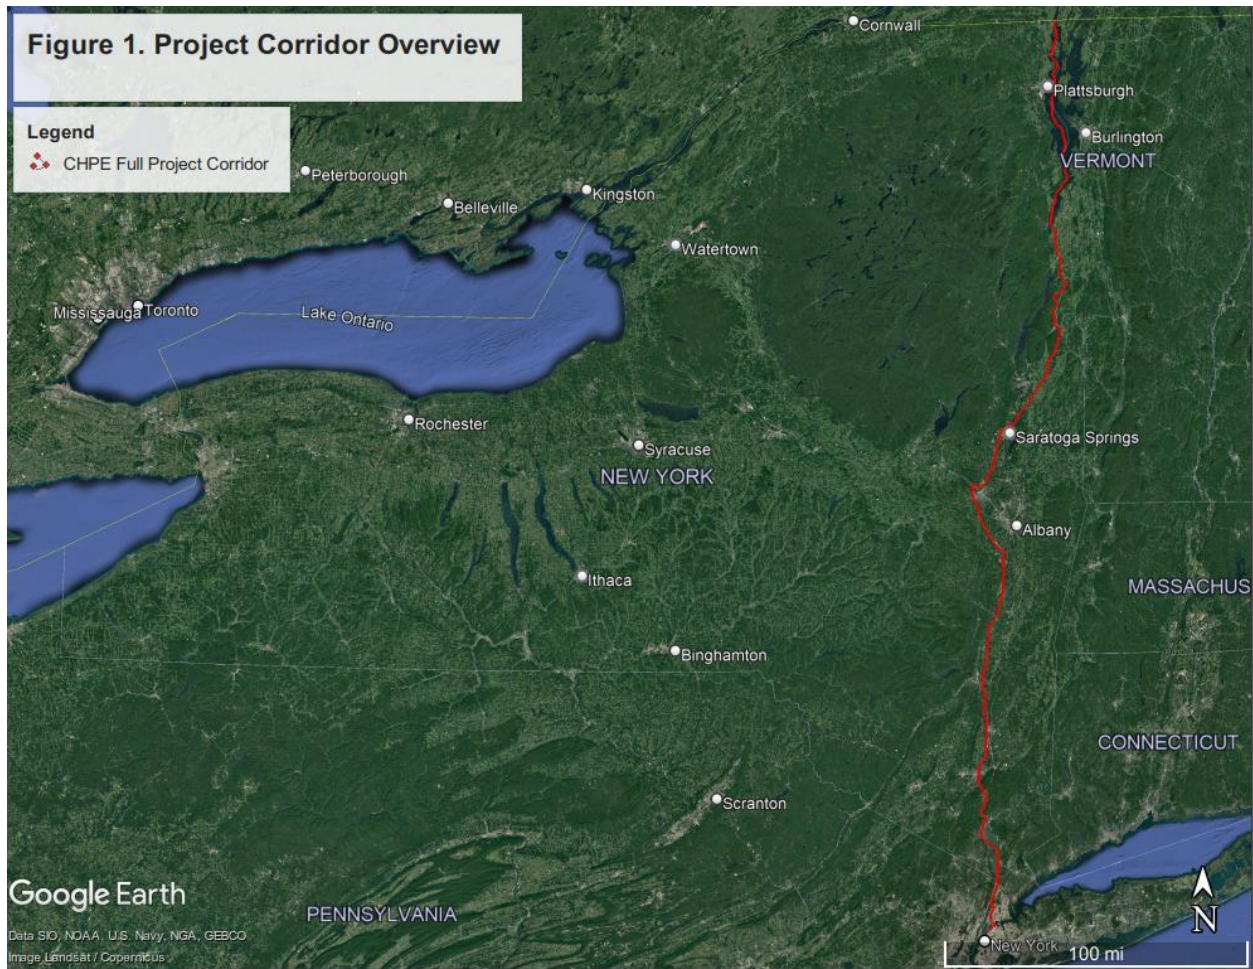 Figure 1. Project Corridor Overview
Legend
CHPE Full Project Corridor
Cornwall
Plattsburgh
Burlington
VERMONT
Peterborough
Belleville
Kingston
Watertown
Mississauga
Toronto
Lake Ontario
Rochester
Syracuse
NEW YORK
Saratoga Springs
Albany
Ithaca
MASSACHUS
Binghamton
CONNECTICUT
Scranton
Google Earth
PENNSYLVANIA
Data SIO, NOAA, U.S. Navy, NGA, GEBCO
Image Landsat / Copernicus
New York
N
100 mi